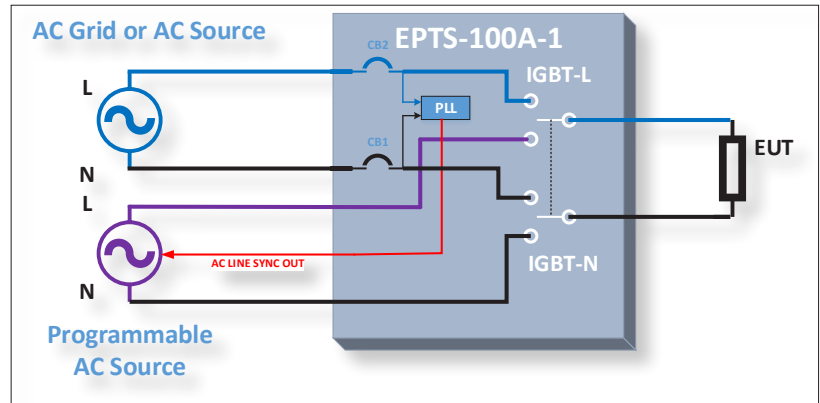 AC Grid or AC Source
EPTS-100A-1
CB2
IGBT-L
L
PLL
CB1
EUT
N
L
AC LINE SYNC OUT
IGBT-N
N
Programmable
AC Source